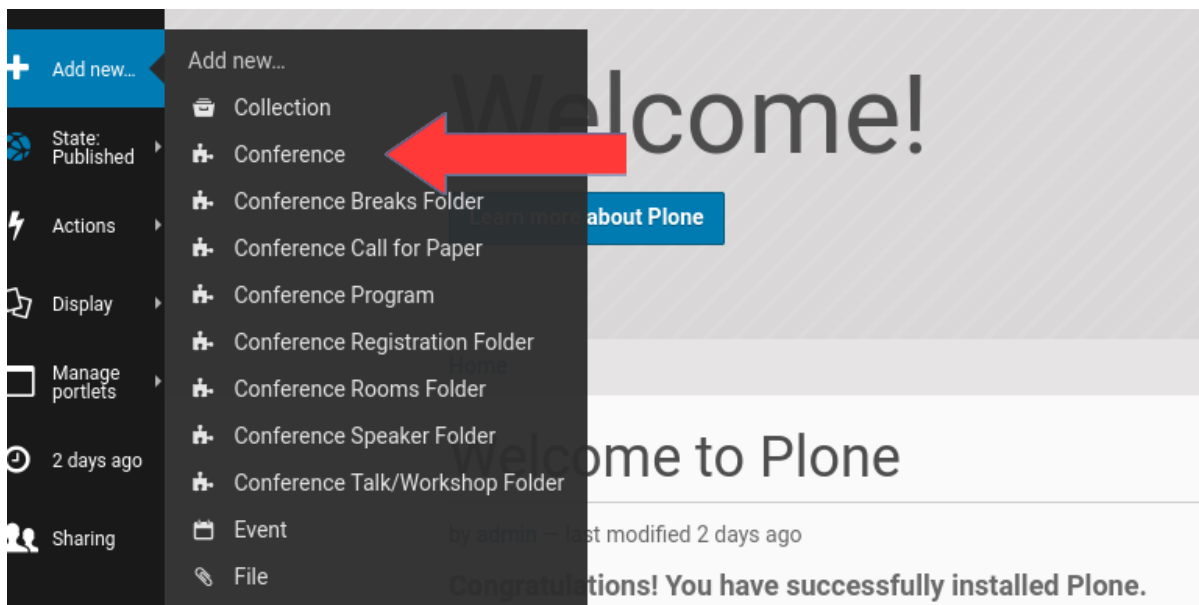 Add new...
State:
Published
Actions
Display
Manage
portlets
2 days ago
Sharing
Add new...
Collection
Conference
Conference Breaks Folder
Conference Call for Paper
Conference Program
Conference Registration Folder
Conference Rooms Folder
Conference Speaker Folder
Conference Talk/Workshop Folder
Event
File
Welcome!
Learn more about Plone
Home
Welcome to Plone
by admin — last modified 2 days ago
Congratulations! You have successfully installed Plone.